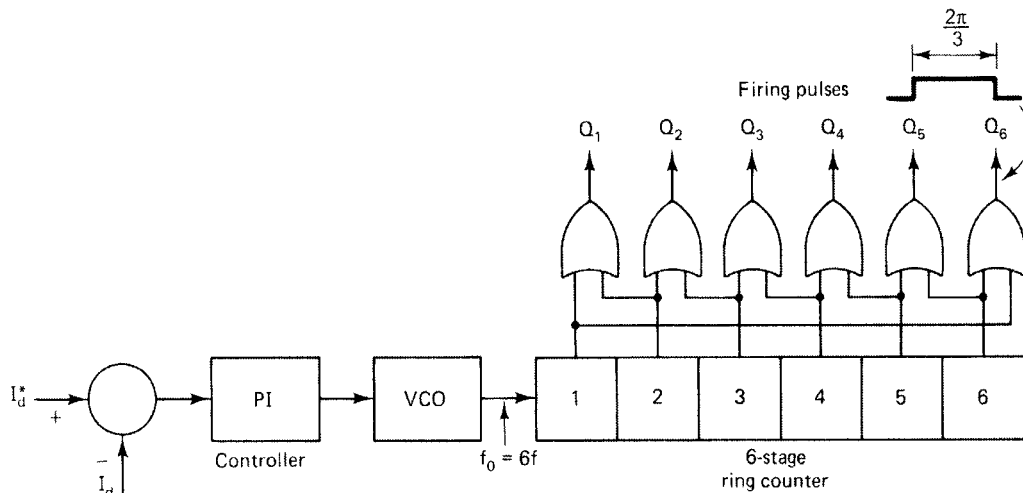 2π
3
Firing pulses
Q1 Q2 Q3 Q4 Q5 Q6
I*d
+
−
Id
PI
Controller
VCO
f0 = 6f
1 2 3 4 5 6
6-stage
ring counter